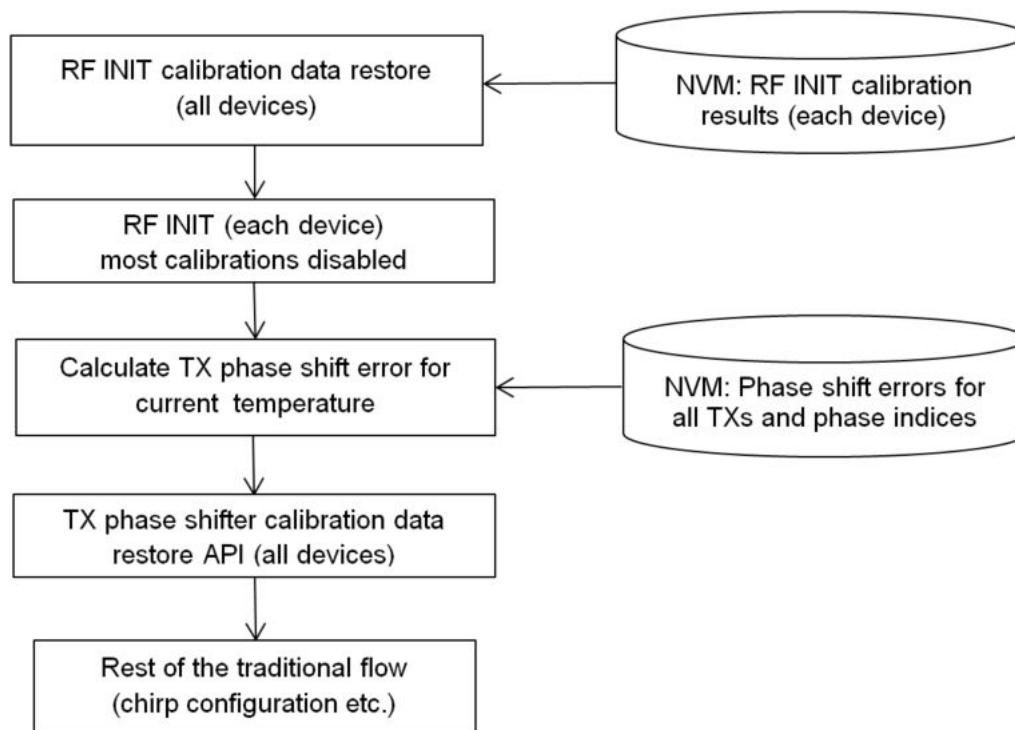 RF INIT calibration data restore
(all devices)
NVM: RF INIT calibration
results (each device)
RF INIT (each device)
most calibrations disabled
Calculate TX phase shift error for
current temperature
NVM: Phase shift errors for
all TXs and phase indices
TX phase shifter calibration data
restore API (all devices)
Rest of the traditional flow
(chirp configuration etc.)